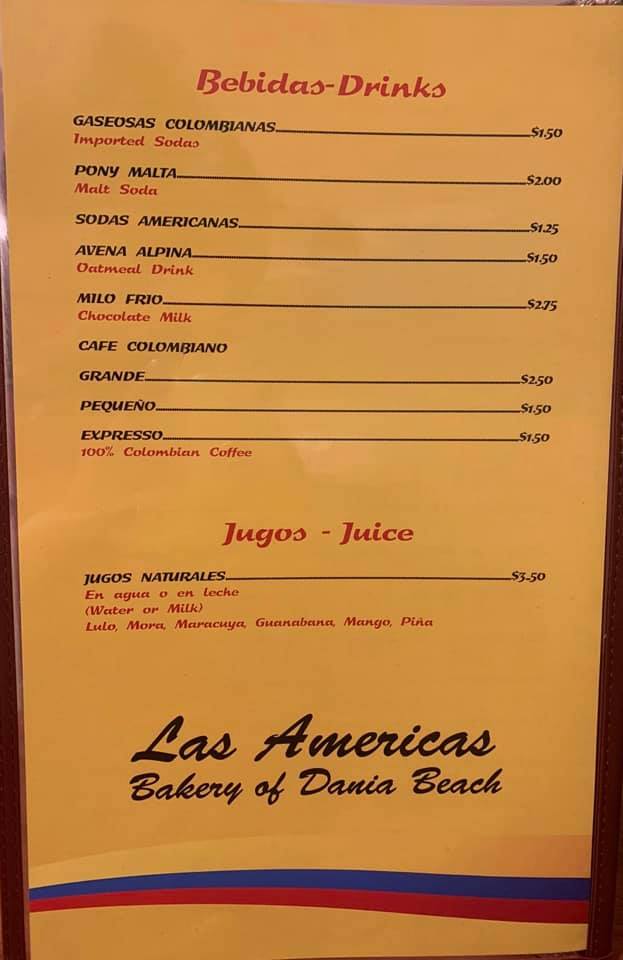 Bebidas-Drinks
GASEOSAS COLOMBIANAS $1.50
Imported Sodas
PONY MALTA $2.00
Malt Soda
SODAS AMERICANAS $1.25
AVENA ALPINA $1.50
Oatmeal Drink
MILO FRIO $2.75
Chocolate Milk
CAFE COLOMBIANO
GRANDE $2.50
PEQUEÑO $1.50
EXPRESSO $1.50
100% Colombian Coffee
Jugos - Juice
JUGOS NATURALES $3.50
En agua o en leche
(Water or Milk)
Lulo, Mora, Maracuya, Guanabana, Mango, Piña
Las Americas
Bakery of Dania Beach